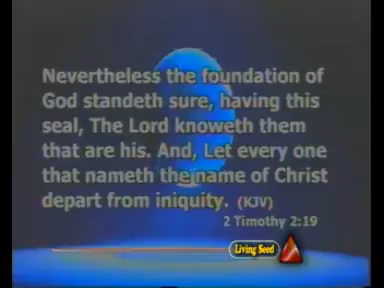 Nevertheless the foundation of
God standeth sure, having this
seal, The Lord knoweth them
that are his. And, Let every one
that nameth the name of Christ
depart from iniquity. (KJV)
2 Timothy 2:19
Living Seed